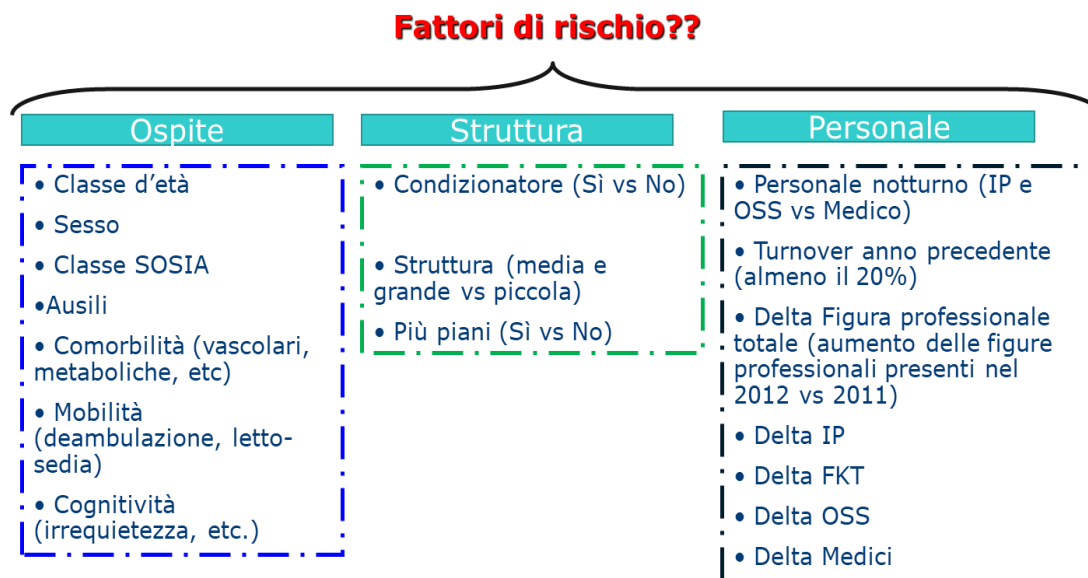 Fattori di rischio??
Ospite
• Classe d'età
• Sesso
• Classe SOSIA
•Ausili
• Comorbilità (vascolari,
metaboliche, etc)
• Mobilità
(deambulazione, letto-
sedia)
• Cognitività
(irrequietezza, etc.)
Struttura
• Condizionatore (Sì vs No)
• Struttura (media e
grande vs piccola)
• Più piani (Sì vs No)
Personale
• Personale notturno (IP e
OSS vs Medico)
• Turnover anno precedente
(almeno il 20%)
• Delta Figura professionale
totale (aumento delle figure
professionali presenti nel
2012 vs 2011)
• Delta IP
• Delta FKT
• Delta OSS
• Delta Medici